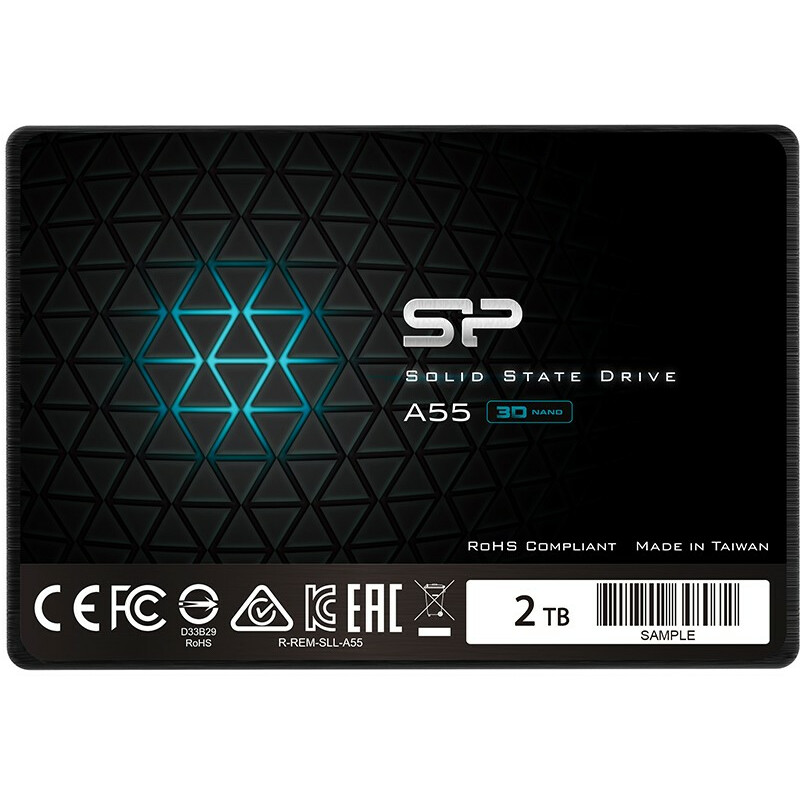 SP
SOLID STATE DRIVE
A55 3D NAND
ROHS COMPLIANT MADE IN TAIWAN
CE FC EAC 2 TB
D33B29
RoHS
R-REM-SLL-A55
SAMPLE